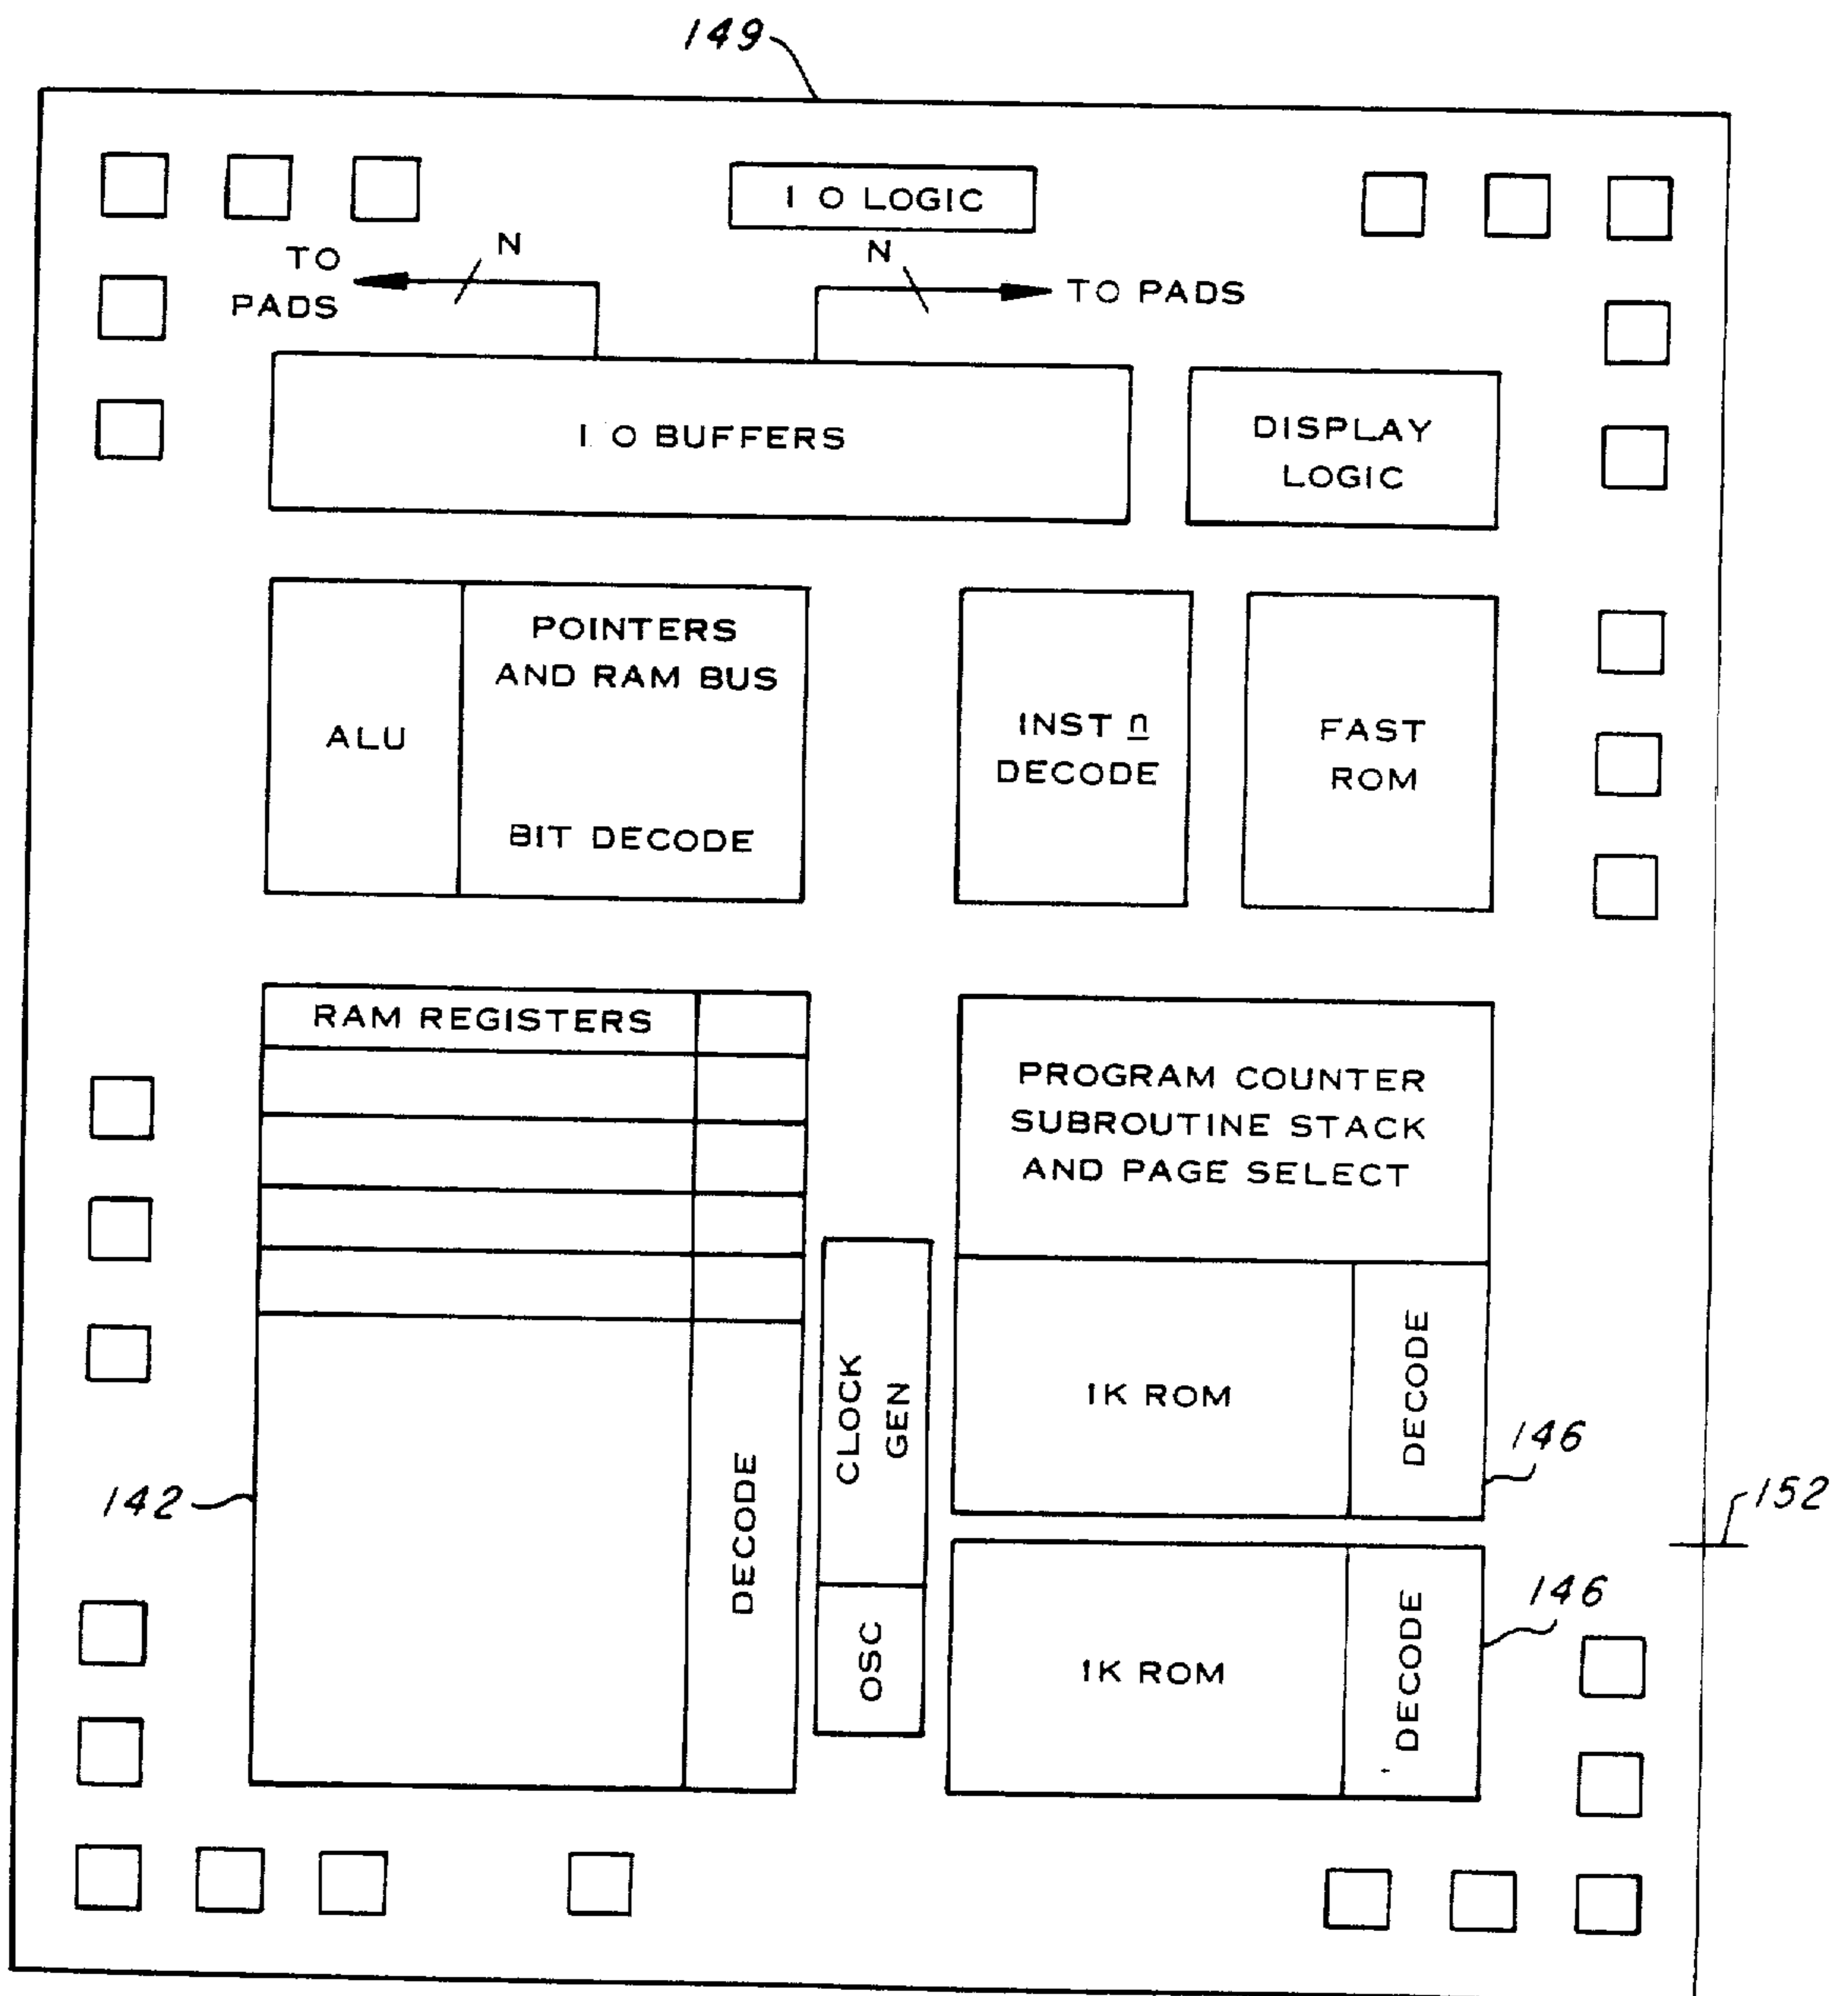 149
I O LOGIC
TO
PADS
N
N
TO PADS
I O BUFFERS
DISPLAY
LOGIC
ALU
POINTERS
AND RAM BUS
BIT DECODE
INST n
DECODE
FAST
ROM
RAM REGISTERS
DECODE
142
CLOCK
GEN
OSC
PROGRAM COUNTER
SUBROUTINE STACK
AND PAGE SELECT
1K ROM
DECODE
146
152
1K ROM
DECODE
146